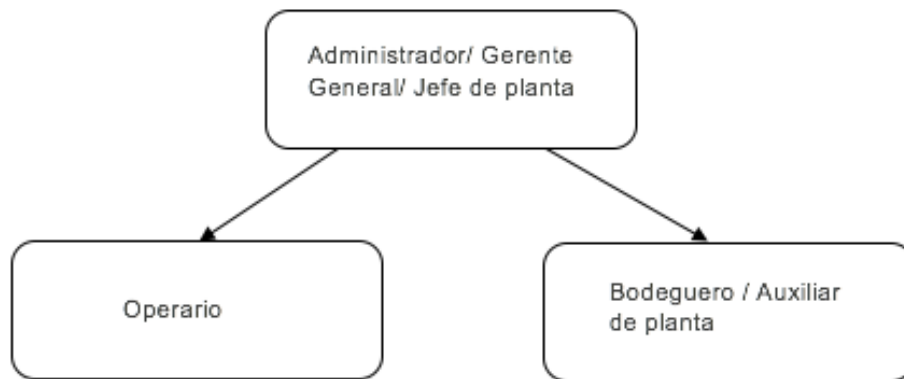 Administrador/ Gerente
General/ Jefe de planta
Operario
Bodeguero / Auxiliar
de planta